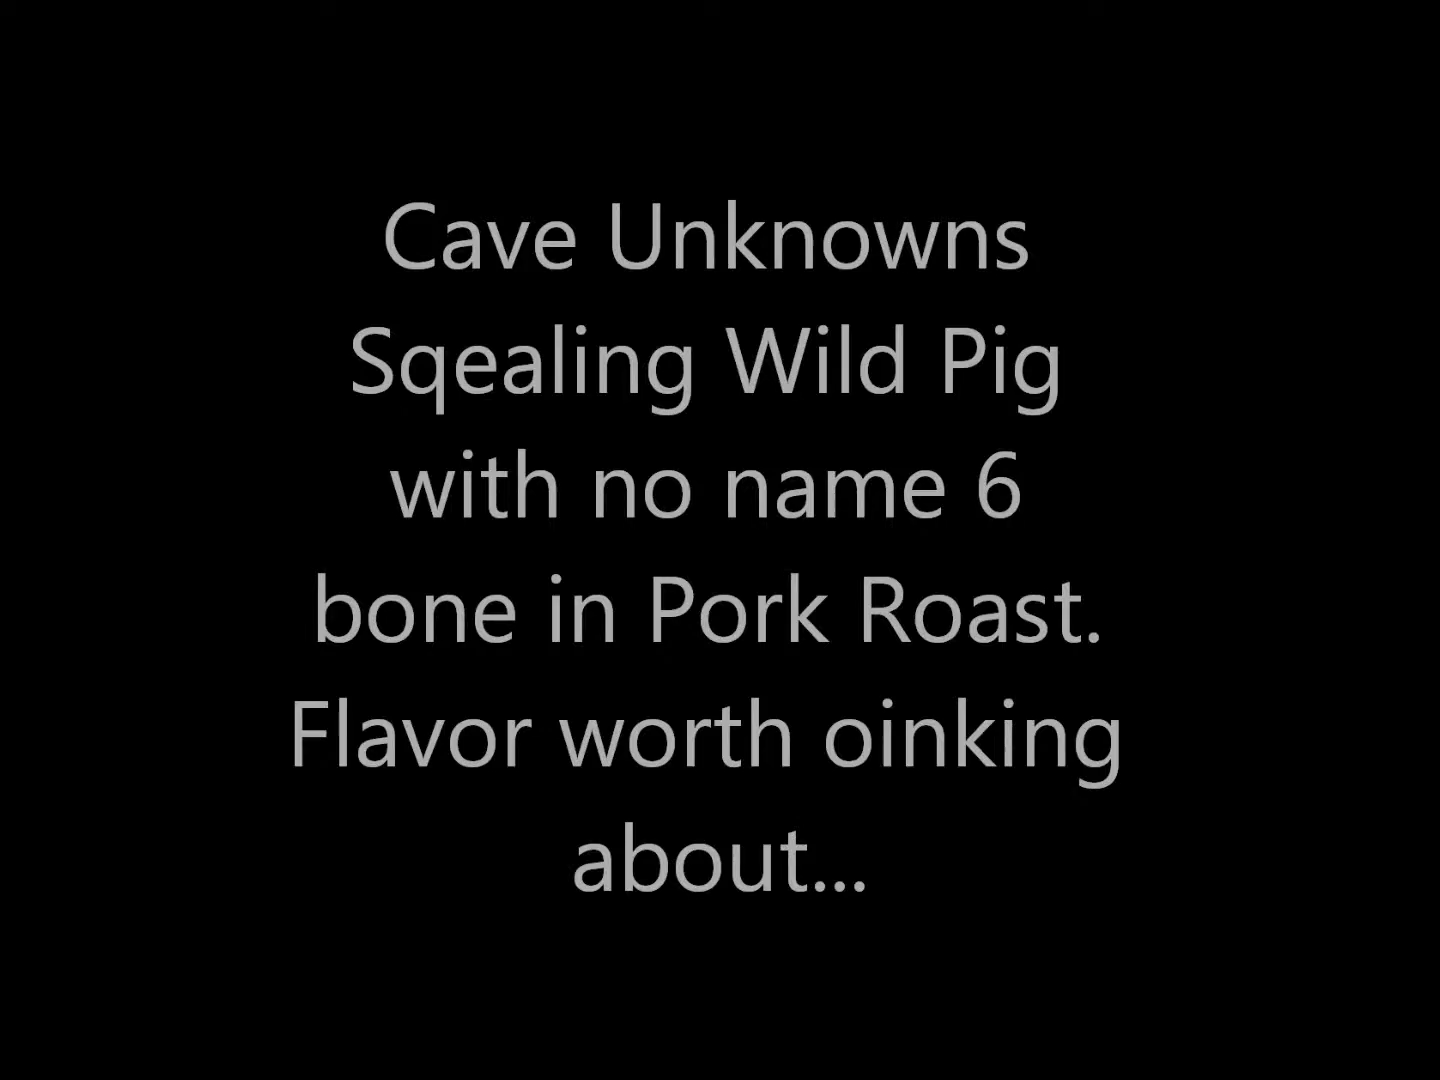 Cave Unknowns
Sqealing Wild Pig
with no name 6
bone in Pork Roast.
Flavor worth oinking
about...